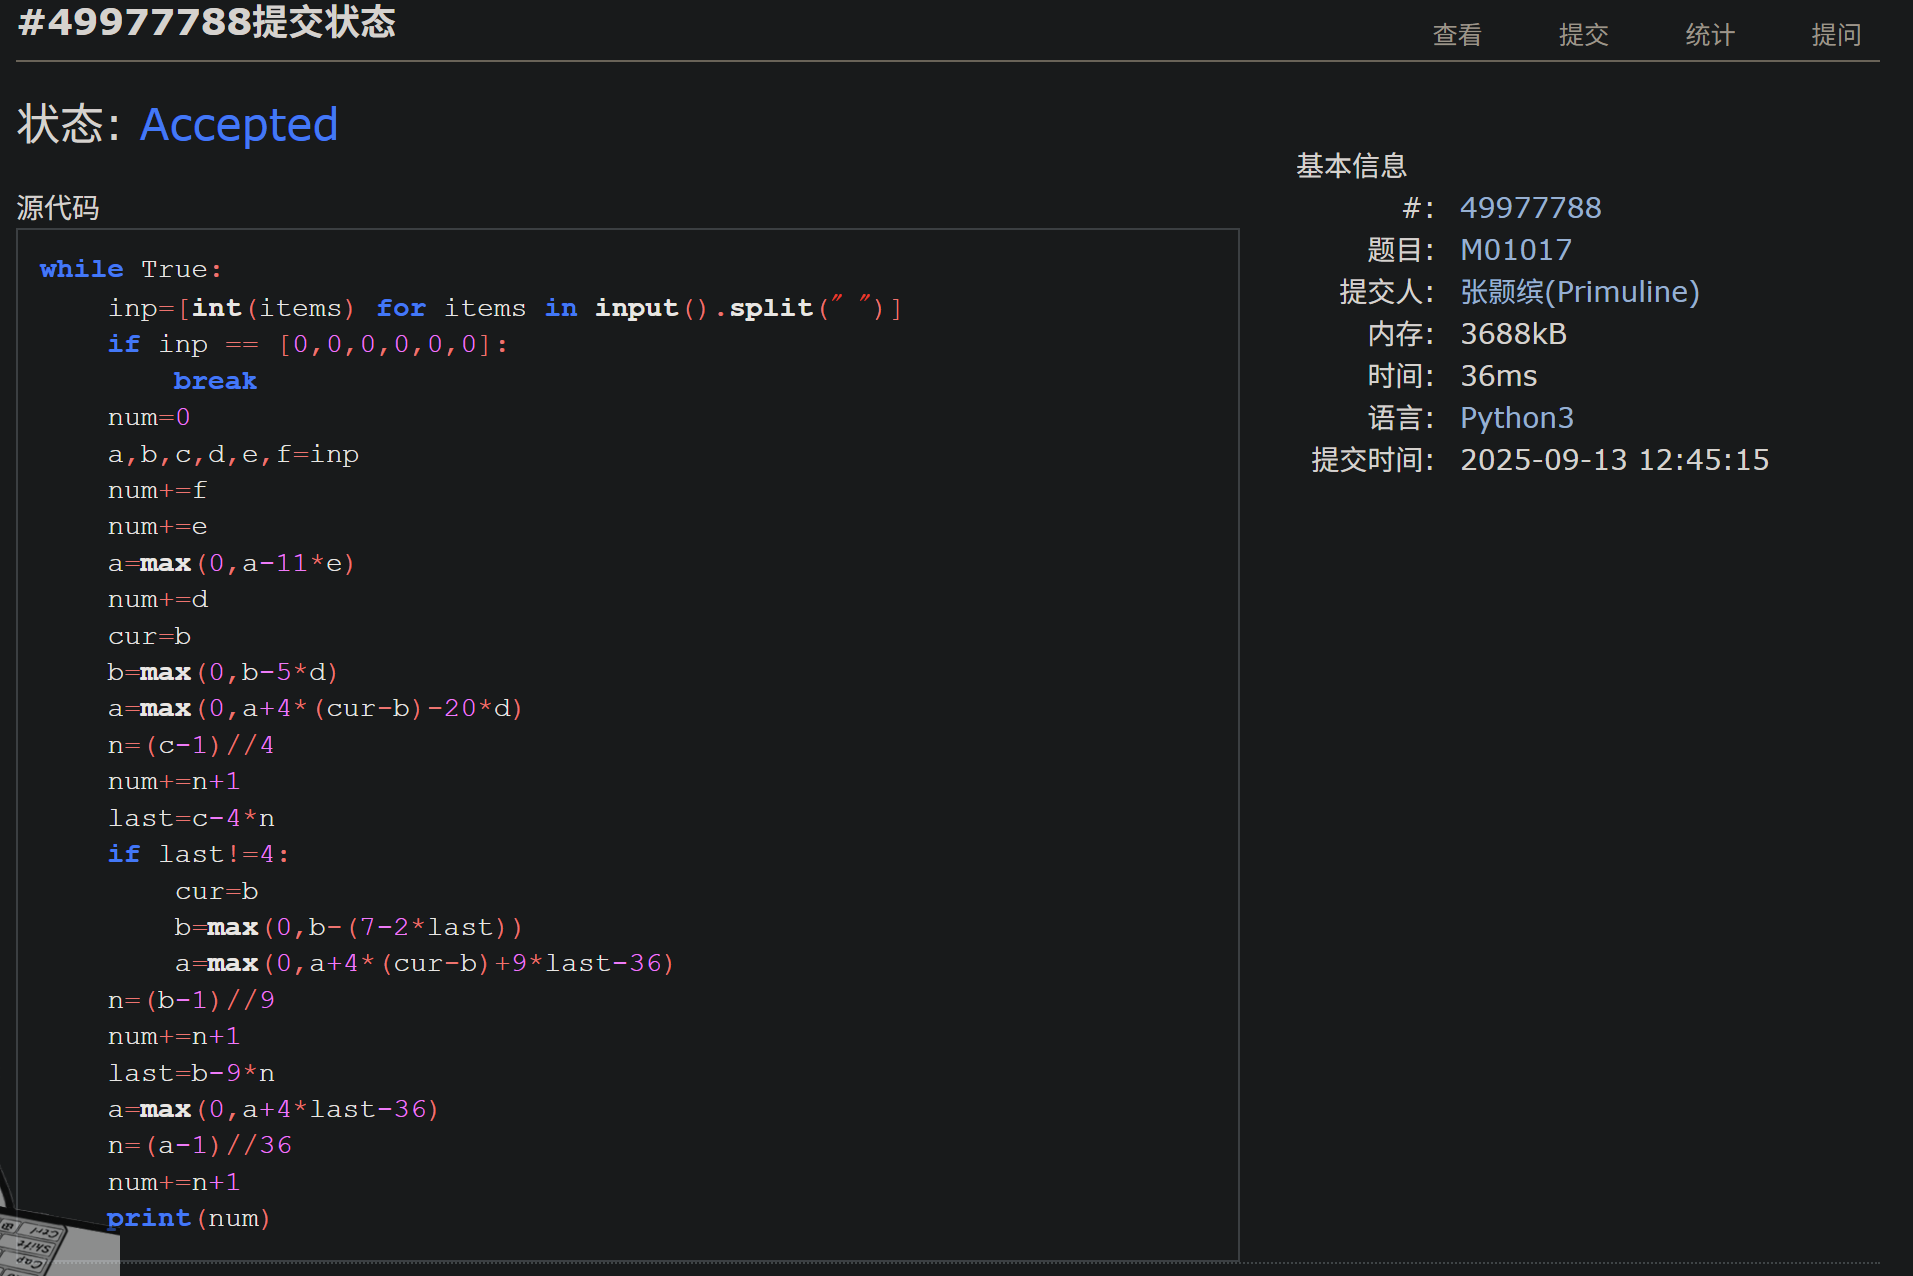 #49977788提交状态
查看 提交 统计 提问
状态: Accepted
源代码
while True:
    inp=[int(items) for items in input().split(" ")]
    if inp == [0,0,0,0,0,0]:
        break
    num=0
    a,b,c,d,e,f=inp
    num+=f
    num+=e
    a=max(0,a-11*e)
    num+=d
    cur=b
    b=max(0,b-5*d)
    a=max(0,a+4*(cur-b)-20*d)
    n=(c-1)//4
    num+=n+1
    last=c-4*n
    if last!=4:
        cur=b
        b=max(0,b-(7-2*last))
        a=max(0,a+4*(cur-b)+9*last-36)
    n=(b-1)//9
    num+=n+1
    last=b-9*n
    a=max(0,a+4*last-36)
    n=(a-1)//36
    num+=n+1
    print(num)
基本信息
#: 49977788
题目: M01017
提交人: 张颢缤(Primuline)
内存: 3688kB
时间: 36ms
语言: Python3
提交时间: 2025-09-13 12:45:15
Ctrl
Shift
Cap